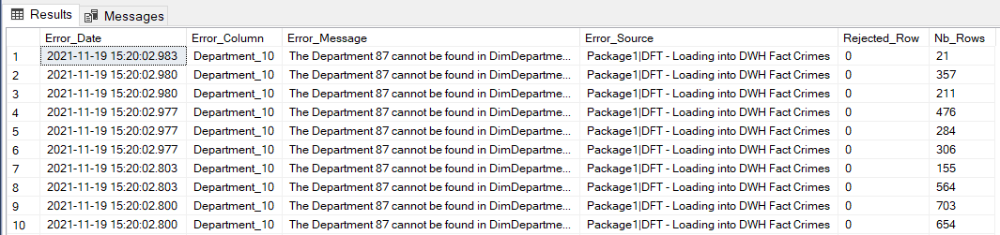 Results Messages
Error_Date Error_Column Error_Message Error_Source Rejected_Row Nb_Rows
1 2021-11-19 15:20:02.983 Department_10 The Department 87 cannot be found in DimDepartme... Package1|DFT - Loading into DWH Fact Crimes 0 21
2 2021-11-19 15:20:02.980 Department_10 The Department 87 cannot be found in DimDepartme... Package1|DFT - Loading into DWH Fact Crimes 0 357
3 2021-11-19 15:20:02.980 Department_10 The Department 87 cannot be found in DimDepartme... Package1|DFT - Loading into DWH Fact Crimes 0 211
4 2021-11-19 15:20:02.977 Department_10 The Department 87 cannot be found in DimDepartme... Package1|DFT - Loading into DWH Fact Crimes 0 476
5 2021-11-19 15:20:02.977 Department_10 The Department 87 cannot be found in DimDepartme... Package1|DFT - Loading into DWH Fact Crimes 0 284
6 2021-11-19 15:20:02.977 Department_10 The Department 87 cannot be found in DimDepartme... Package1|DFT - Loading into DWH Fact Crimes 0 306
7 2021-11-19 15:20:02.803 Department_10 The Department 87 cannot be found in DimDepartme... Package1|DFT - Loading into DWH Fact Crimes 0 155
8 2021-11-19 15:20:02.803 Department_10 The Department 87 cannot be found in DimDepartme... Package1|DFT - Loading into DWH Fact Crimes 0 564
9 2021-11-19 15:20:02.800 Department_10 The Department 87 cannot be found in DimDepartme... Package1|DFT - Loading into DWH Fact Crimes 0 703
10 2021-11-19 15:20:02.800 Department_10 The Department 87 cannot be found in DimDepartme... Package1|DFT - Loading into DWH Fact Crimes 0 654